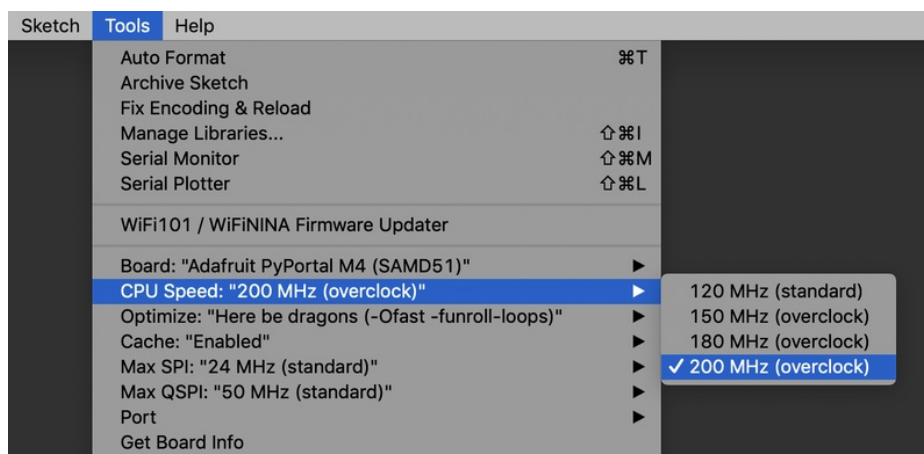 Sketch Tools Help
Auto Format ⌘T
Archive Sketch
Fix Encoding & Reload
Manage Libraries... ⇧⌘I
Serial Monitor ⇧⌘M
Serial Plotter ⇧⌘L
WiFi101 / WiFiNINA Firmware Updater
Board: "Adafruit PyPortal M4 (SAMD51)"
CPU Speed: "200 MHz (overclock)"
Optimize: "Here be dragons (-Ofast -funroll-loops)"
Cache: "Enabled"
Max SPI: "24 MHz (standard)"
Max QSPI: "50 MHz (standard)"
Port
Get Board Info
120 MHz (standard)
150 MHz (overclock)
180 MHz (overclock)
✓ 200 MHz (overclock)